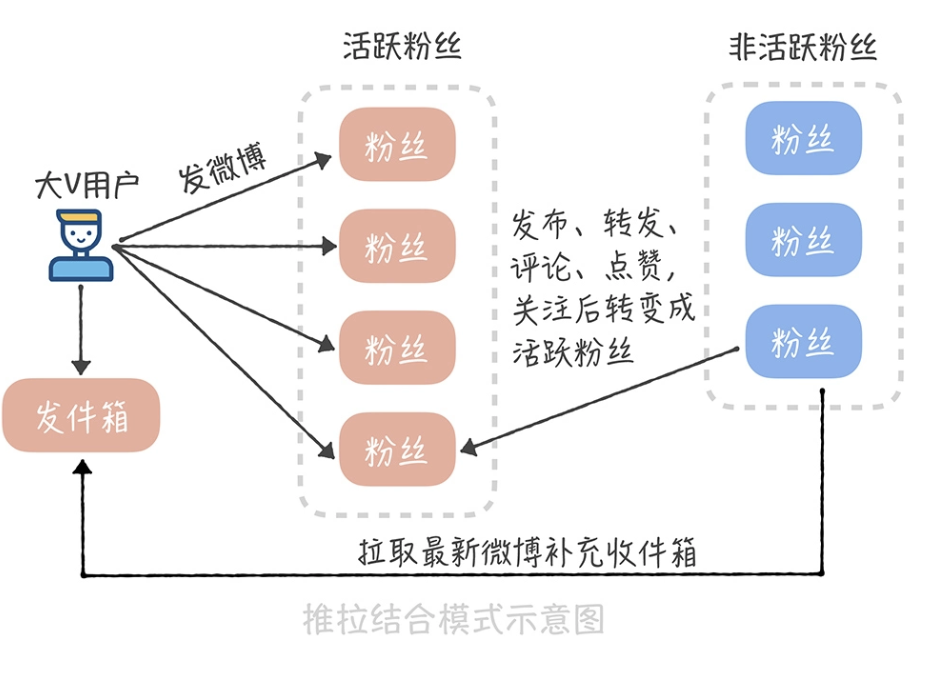 活跃粉丝
非活跃粉丝
粉丝
粉丝
发微博
大V用户
粉丝
粉丝
发布、转发、
评论、点赞,
关注后转变成
活跃粉丝
粉丝
粉丝
发件箱
粉丝
拉取最新微博补充收件箱
推拉结合模式示意图